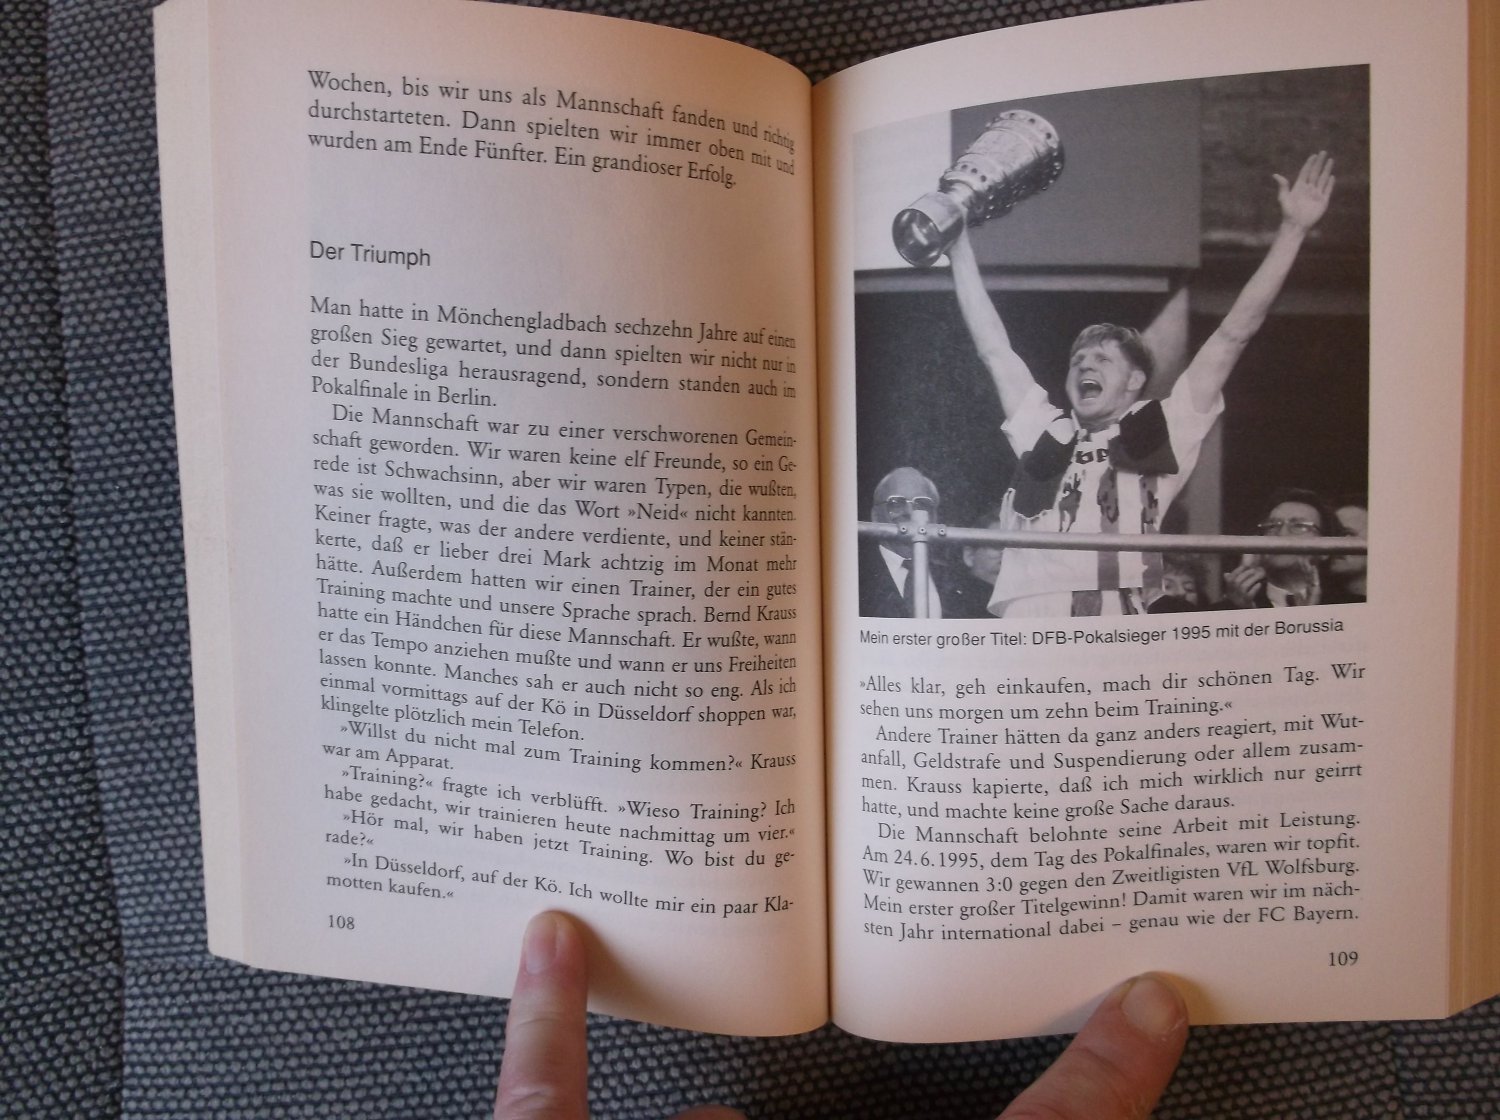 Wochen, bis wir uns als Mannschaft fanden und richtig
durchstarteten. Dann spielten wir immer oben mit und
wurden am Ende Fünfter. Ein grandioser Erfolg.
Der Triumph
Man hatte in Mönchengladbach sechzehn Jahre auf einen
großen Sieg gewartet, und dann spielten wir nicht nur in
der Bundesliga herausragend, sondern standen auch im
Pokalfinale in Berlin.
Die Mannschaft war zu einer verschworenen Gemein-
schaft geworden. Wir waren keine elf Freunde, so ein Ge-
rede ist Schwachsinn, aber wir waren Typen, die wußten,
was sie wollten, und die das Wort »Neid« nicht kannten.
Keiner fragte, was der andere verdiente, und keiner stän-
kerte, daß er lieber drei Mark achtzig im Monat mehr
hätte. Außerdem hatten wir einen Trainer, der ein gutes
Training machte und unsere Sprache sprach. Bernd Krauss
hatte ein Händchen für diese Mannschaft. Er wußte, wann
er das Tempo anziehen mußte und wann er uns Freiheiten
lassen konnte. Manches sah er auch nicht so eng. Als ich
einmal vormittags auf der Kö in Düsseldorf shoppen war,
klingelte plötzlich mein Telefon.
»Willst du nicht mal zum Training kommen?« Krauss
war am Apparat.
»Training?« fragte ich verblüfft. »Wieso Training? Ich
habe gedacht, wir trainieren heute nachmittag um vier.«
»Hör mal, wir haben jetzt Training. Wo bist du ge-
rade?«
»In Düsseldorf, auf der Kö. Ich wollte mir ein paar Kla-
motten kaufen.«
108
Mein erster großer Titel: DFB-Pokalsieger 1995 mit der Borussia
»Alles klar, geh einkaufen, mach dir schönen Tag. Wir
sehen uns morgen um zehn beim Training.«
Andere Trainer hätten da ganz anders reagiert, mit Wut-
anfall, Geldstrafe und Suspendierung oder allem zusam-
men. Krauss kapierte, daß ich mich wirklich nur geirrt
hatte, und machte keine große Sache daraus.
Die Mannschaft belohnte seine Arbeit mit Leistung.
Am 24.6.1995, dem Tag des Pokalfinales, waren wir topfit.
Wir gewannen 3:0 gegen den Zweitligisten VfL Wolfsburg.
Mein erster großer Titelgewinn! Damit waren wir im näch-
sten Jahr international dabei – genau wie der FC Bayern.
109